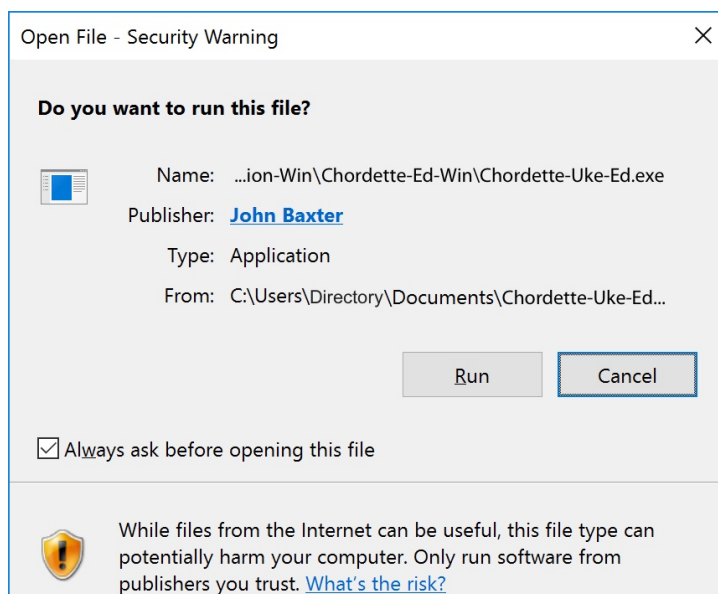 Open File - Security Warning
Do you want to run this file?
Name: ...ion-Win\Chordette-Ed-Win\Chordette-Uke-Ed.exe
Publisher: John Baxter
Type: Application
From: C:\Users\Directory\Documents\Chordette-Uke-Ed...
Run Cancel
Always ask before opening this file
While files from the Internet can be useful, this file type can
potentially harm your computer. Only run software from
publishers you trust. What's the risk?